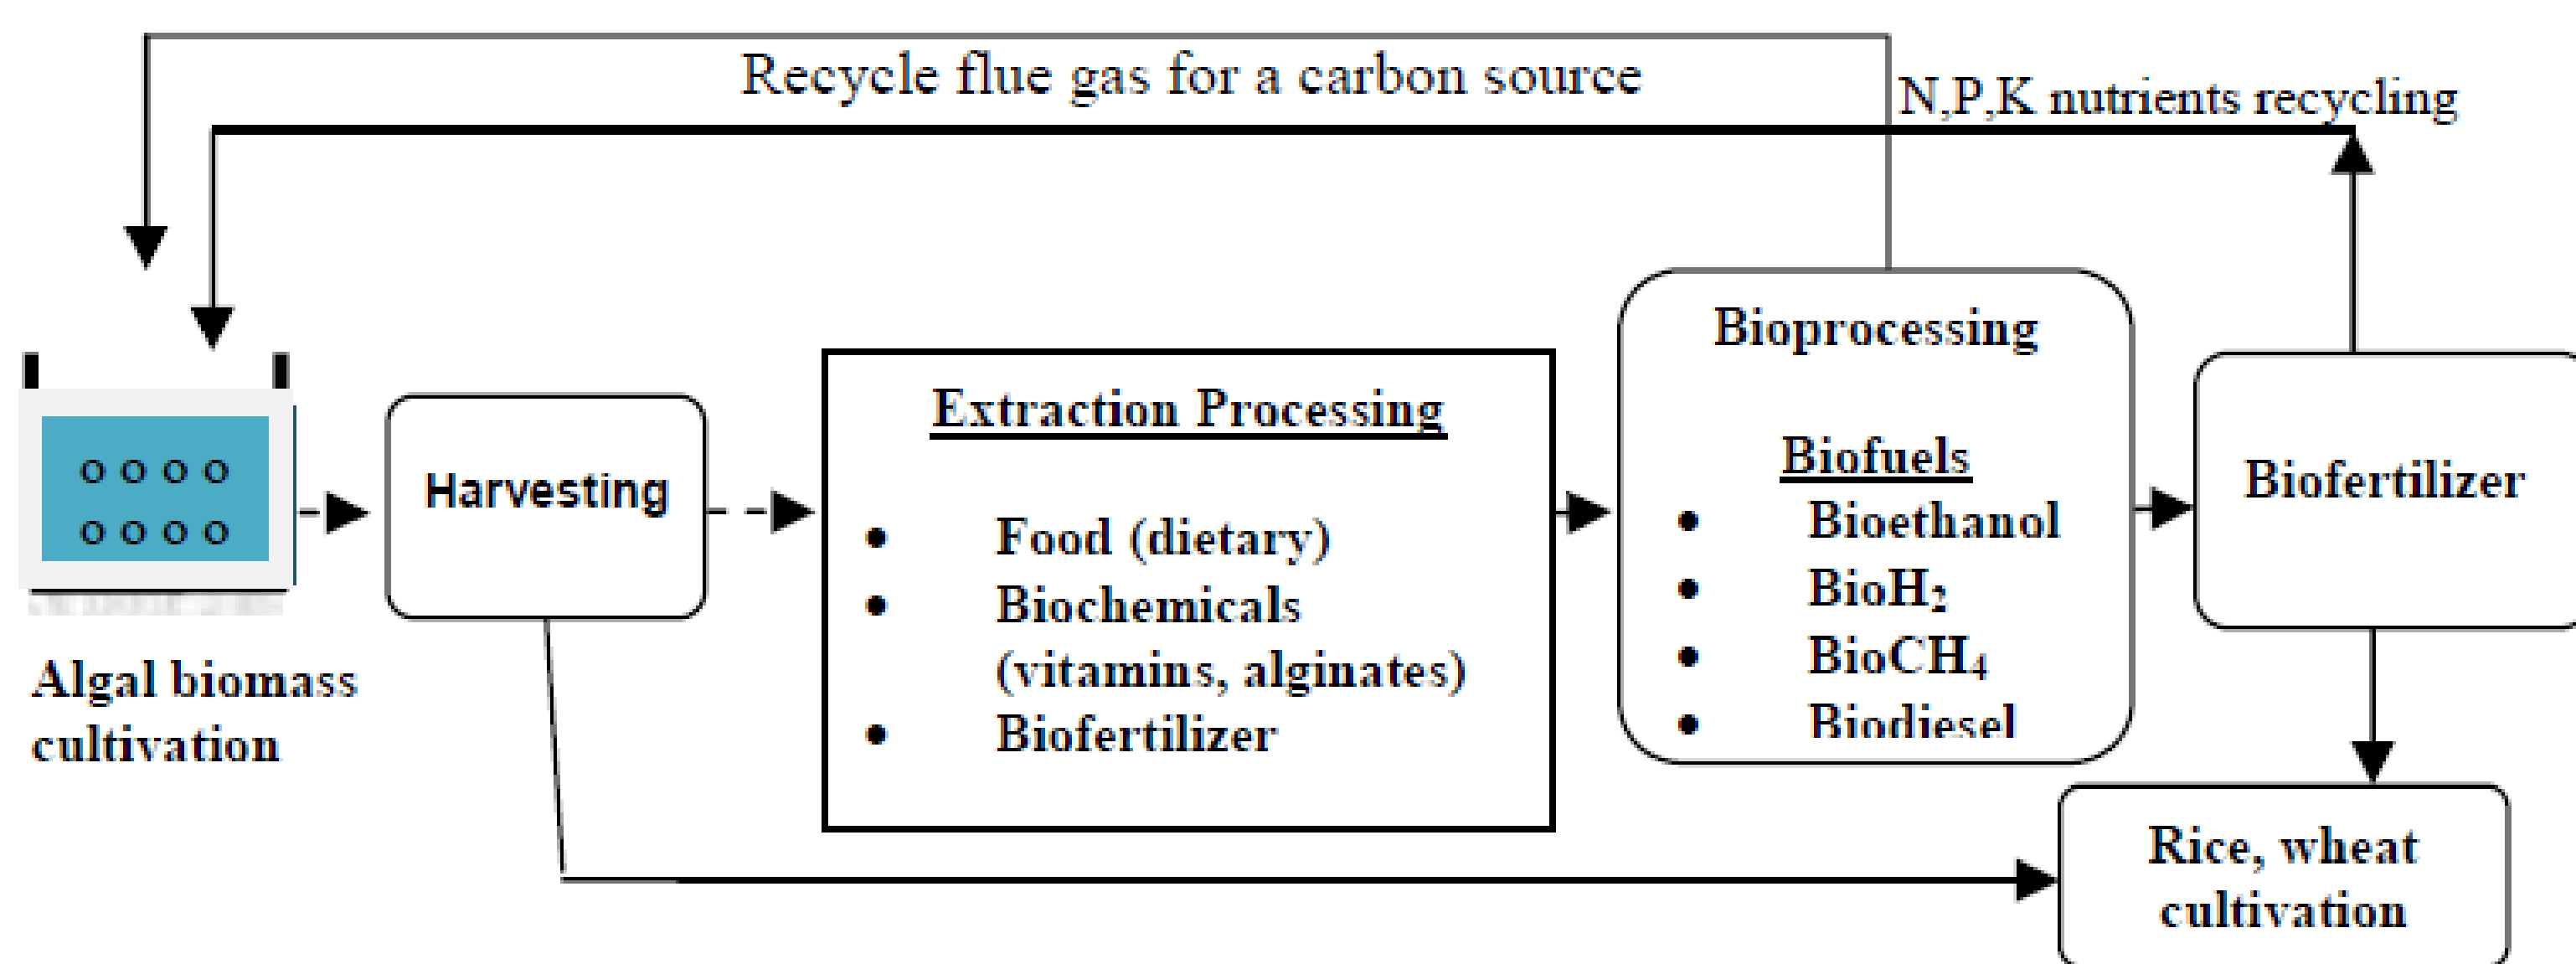 Recycle flue gas for a carbon source
N,P,K nutrients recycling
o o o o
o o o o
Algal biomass
cultivation
Harvesting
Extraction Processing
• Food (dietary)
• Biochemicals
(vitamins, alginates)
• Biofertilizer
Bioprocessing
Biofuels
• Bioethanol
• BioH₂
• BioCH₄
• Biodiesel
Biofertilizer
Rice, wheat
cultivation